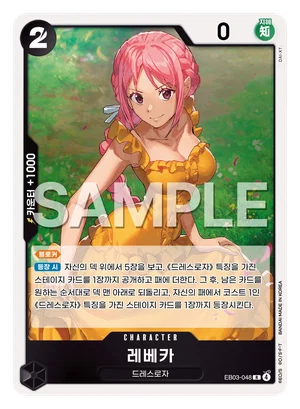 2
0
지혜
知
카운터 +1000
SAMPLE
블로커
등장 시 자신의 덱 위에서 5장을 보고, 《드레스로자》 특징을 가진
스테이지 카드를 1장까지 공개하고 패에 더한다. 그 후, 남은 카드를
원하는 순서대로 덱 맨 아래로 되돌리고, 자신의 패에서 코스트 1인
《드레스로자》 특징을 가진 스테이지 카드를 1장까지 등장시킨다.
CHARACTER
레베카
드레스로자
EB03-048 R 4
BANDAI MADE IN KOREA